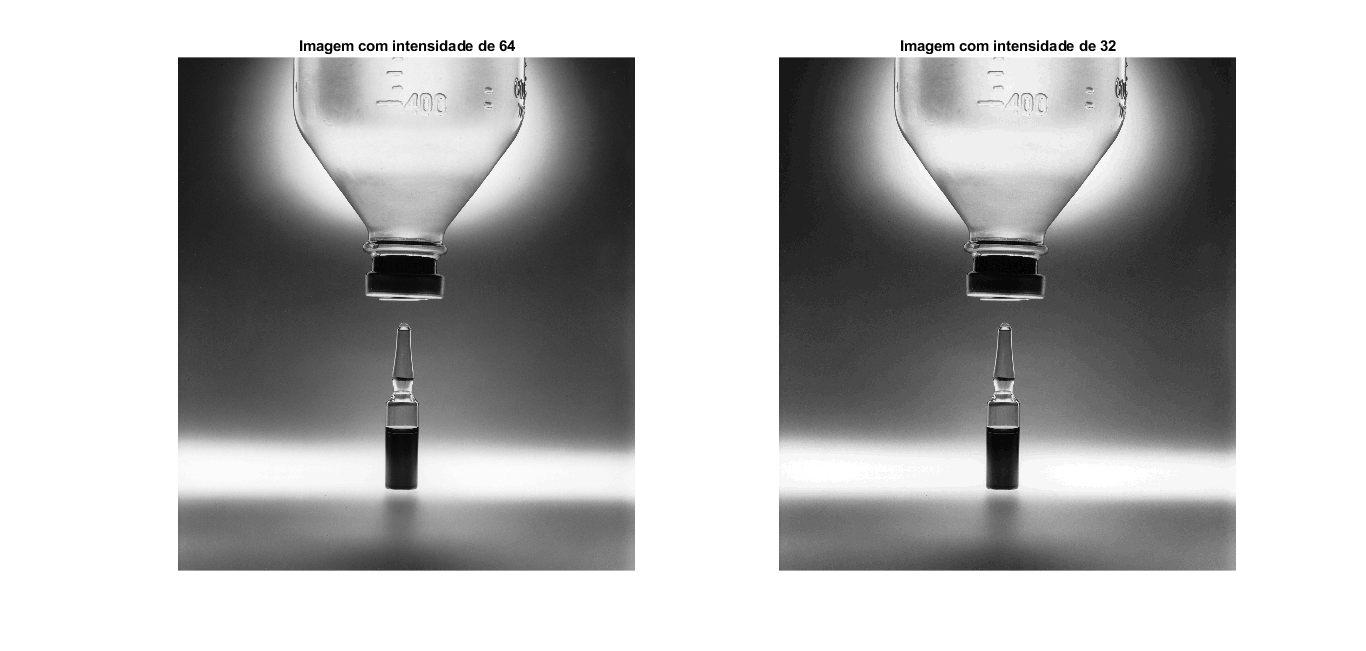 Imagem com intensidade de 64
Imagem com intensidade de 32
400
400